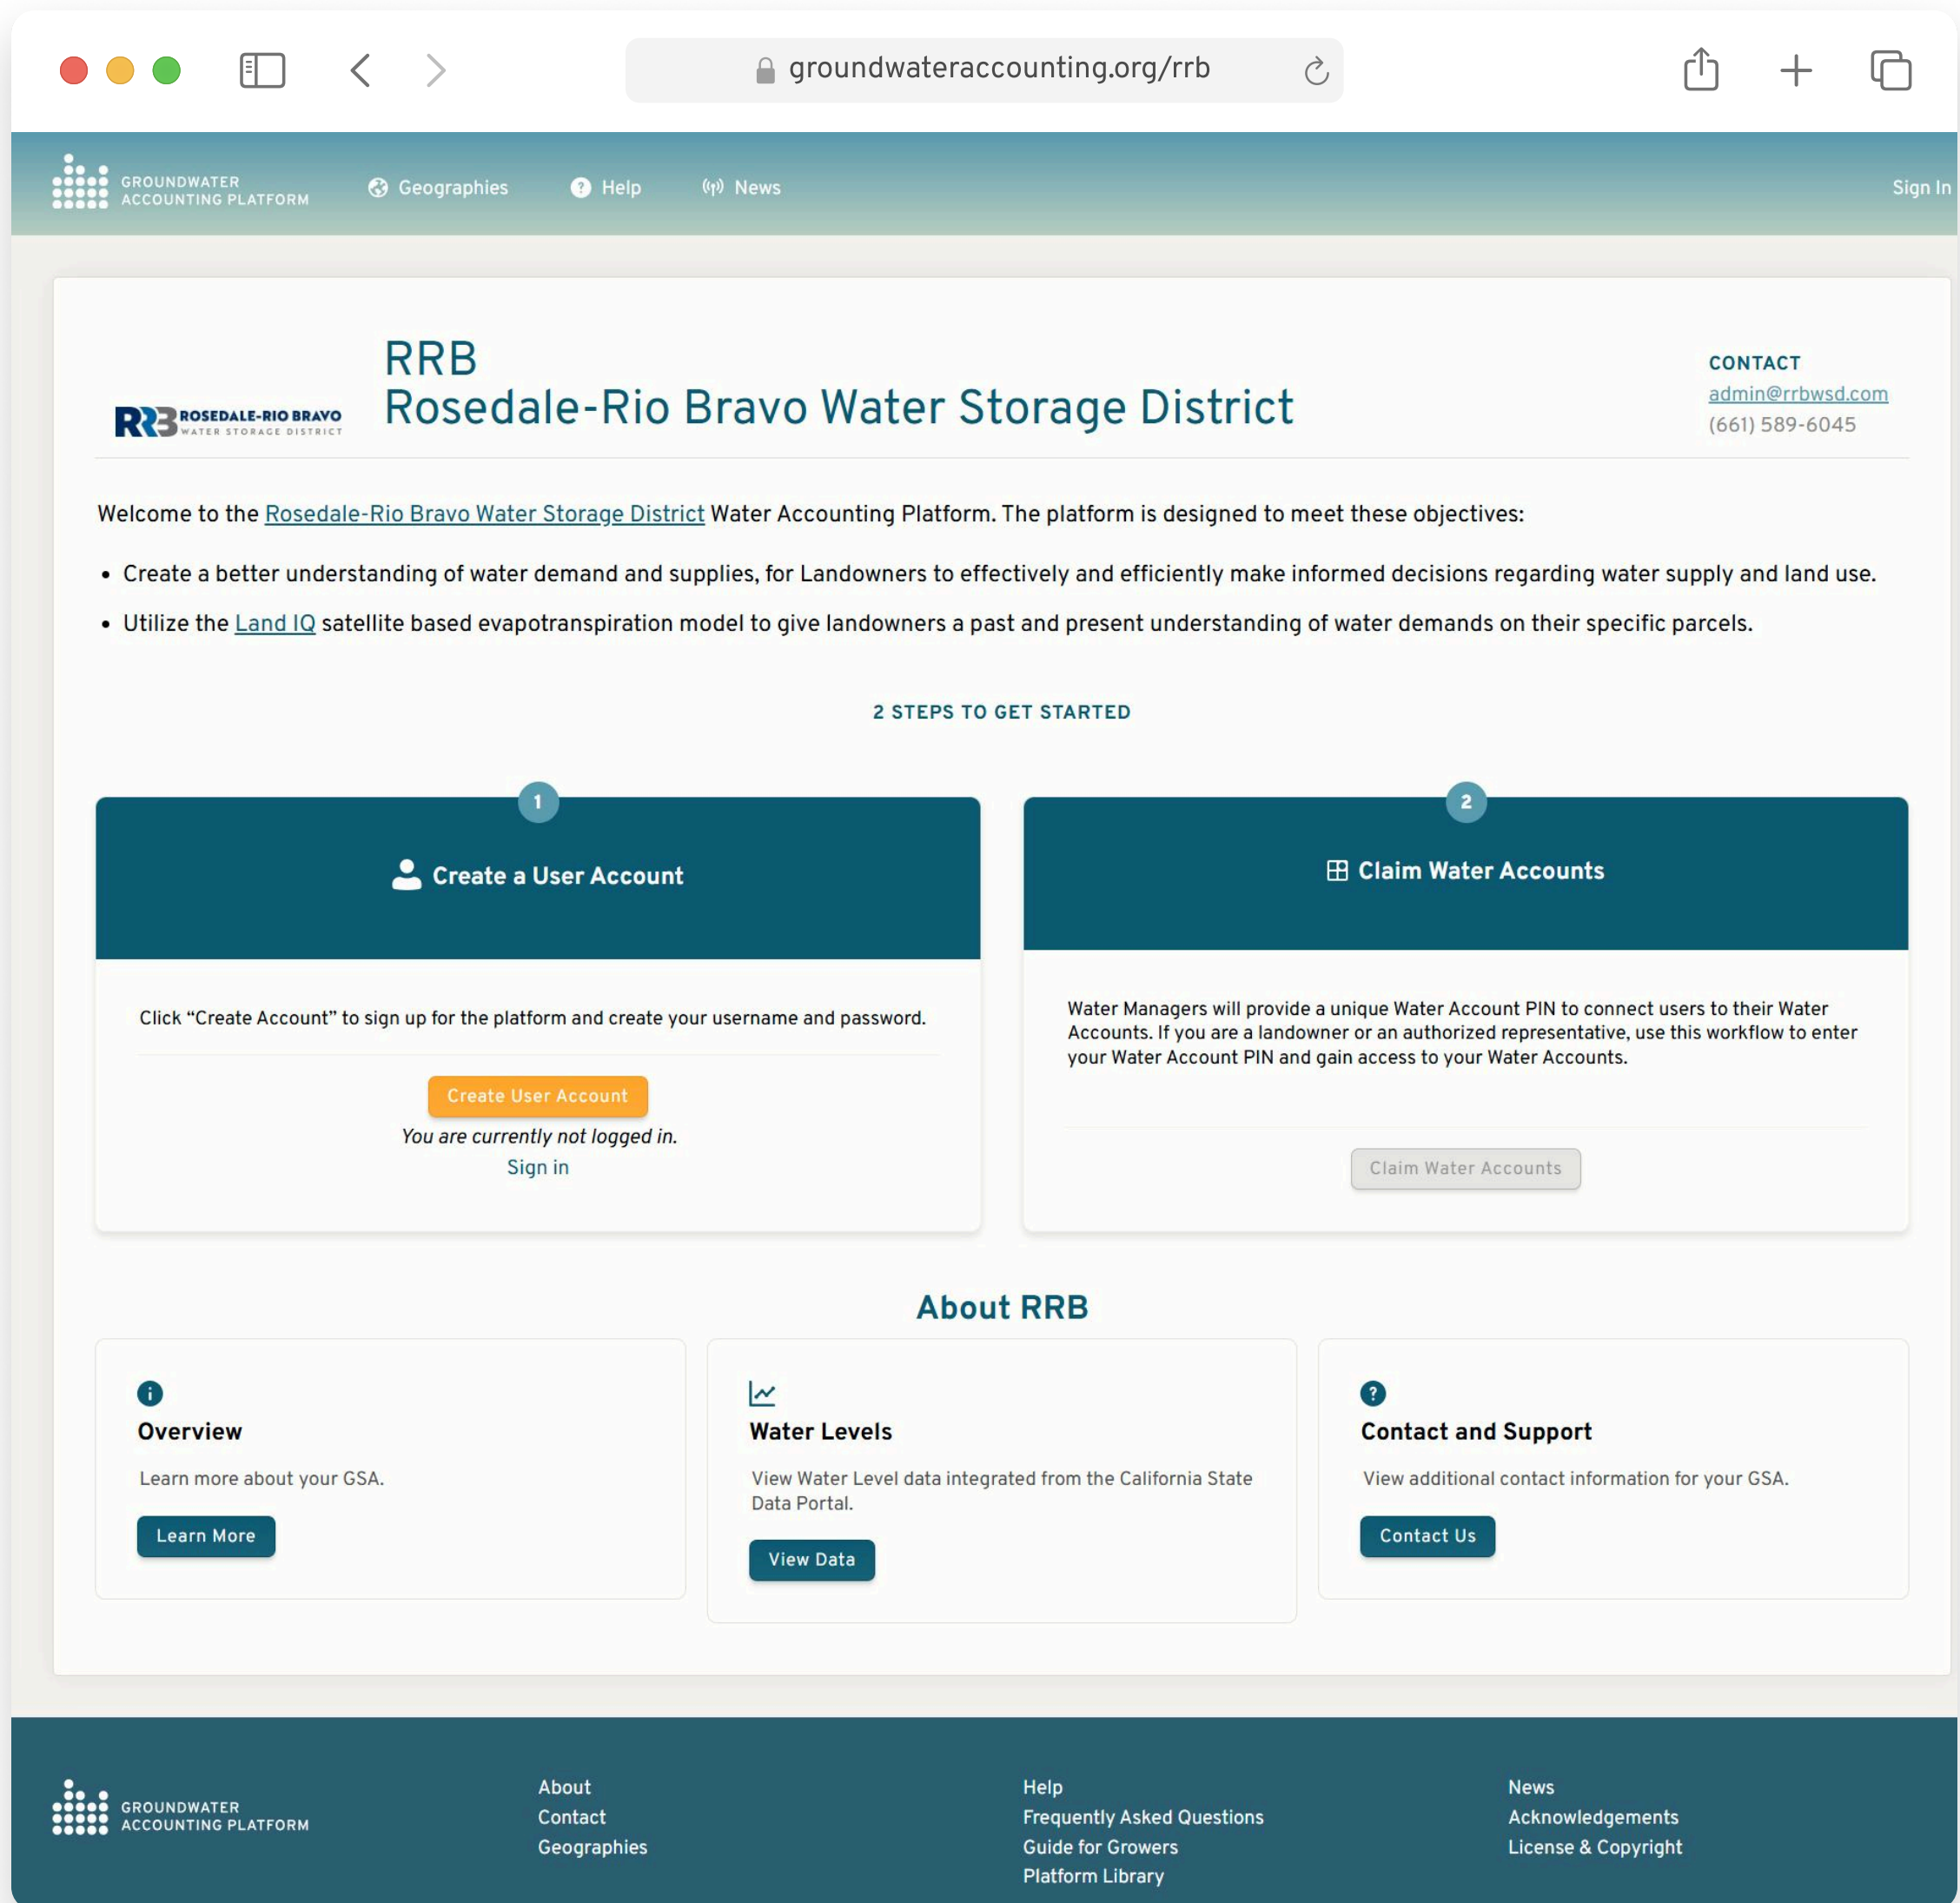 groundwateraccounting.org/rrb
GROUNDWATER
ACCOUNTING PLATFORM
Geographies
Help
News
Sign In
RRB ROSEDALE-RIO BRAVO
WATER STORAGE DISTRICT
RRB
Rosedale-Rio Bravo Water Storage District
CONTACT
admin@rrbwsd.com
(661) 589-6045
Welcome to the Rosedale-Rio Bravo Water Storage District Water Accounting Platform. The platform is designed to meet these objectives:
• Create a better understanding of water demand and supplies, for Landowners to effectively and efficiently make informed decisions regarding water supply and land use.
• Utilize the Land IQ satellite based evapotranspiration model to give landowners a past and present understanding of water demands on their specific parcels.
2 STEPS TO GET STARTED
1
Create a User Account
Click “Create Account” to sign up for the platform and create your username and password.
Create User Account
You are currently not logged in.
Sign in
2
Claim Water Accounts
Water Managers will provide a unique Water Account PIN to connect users to their Water
Accounts. If you are a landowner or an authorized representative, use this workflow to enter
your Water Account PIN and gain access to your Water Accounts.
Claim Water Accounts
About RRB
Overview
Learn more about your GSA.
Learn More
Water Levels
View Water Level data integrated from the California State
Data Portal.
View Data
Contact and Support
View additional contact information for your GSA.
Contact Us
GROUNDWATER
ACCOUNTING PLATFORM
About
Contact
Geographies
Help
Frequently Asked Questions
Guide for Growers
Platform Library
News
Acknowledgements
License & Copyright